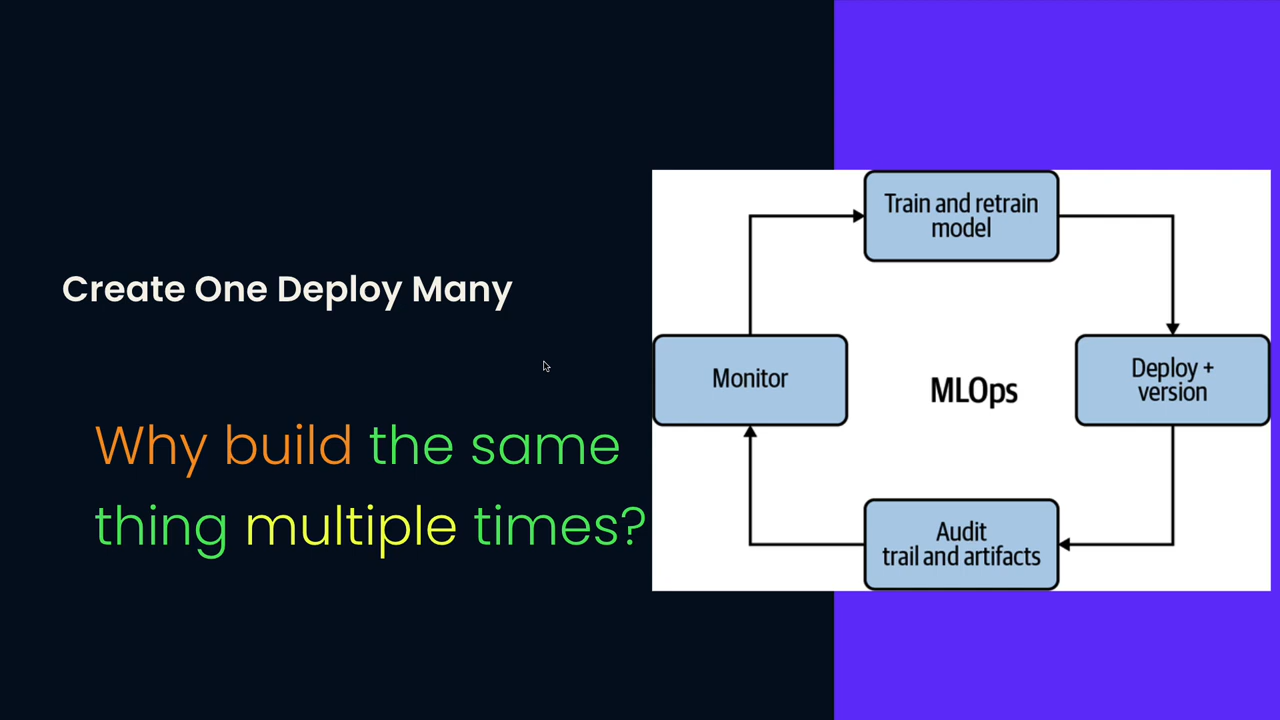 Create One Deploy Many
Why build the same
thing multiple times?
Train and retrain
model
Monitor
MLOps
Deploy +
version
Audit
trail and artifacts